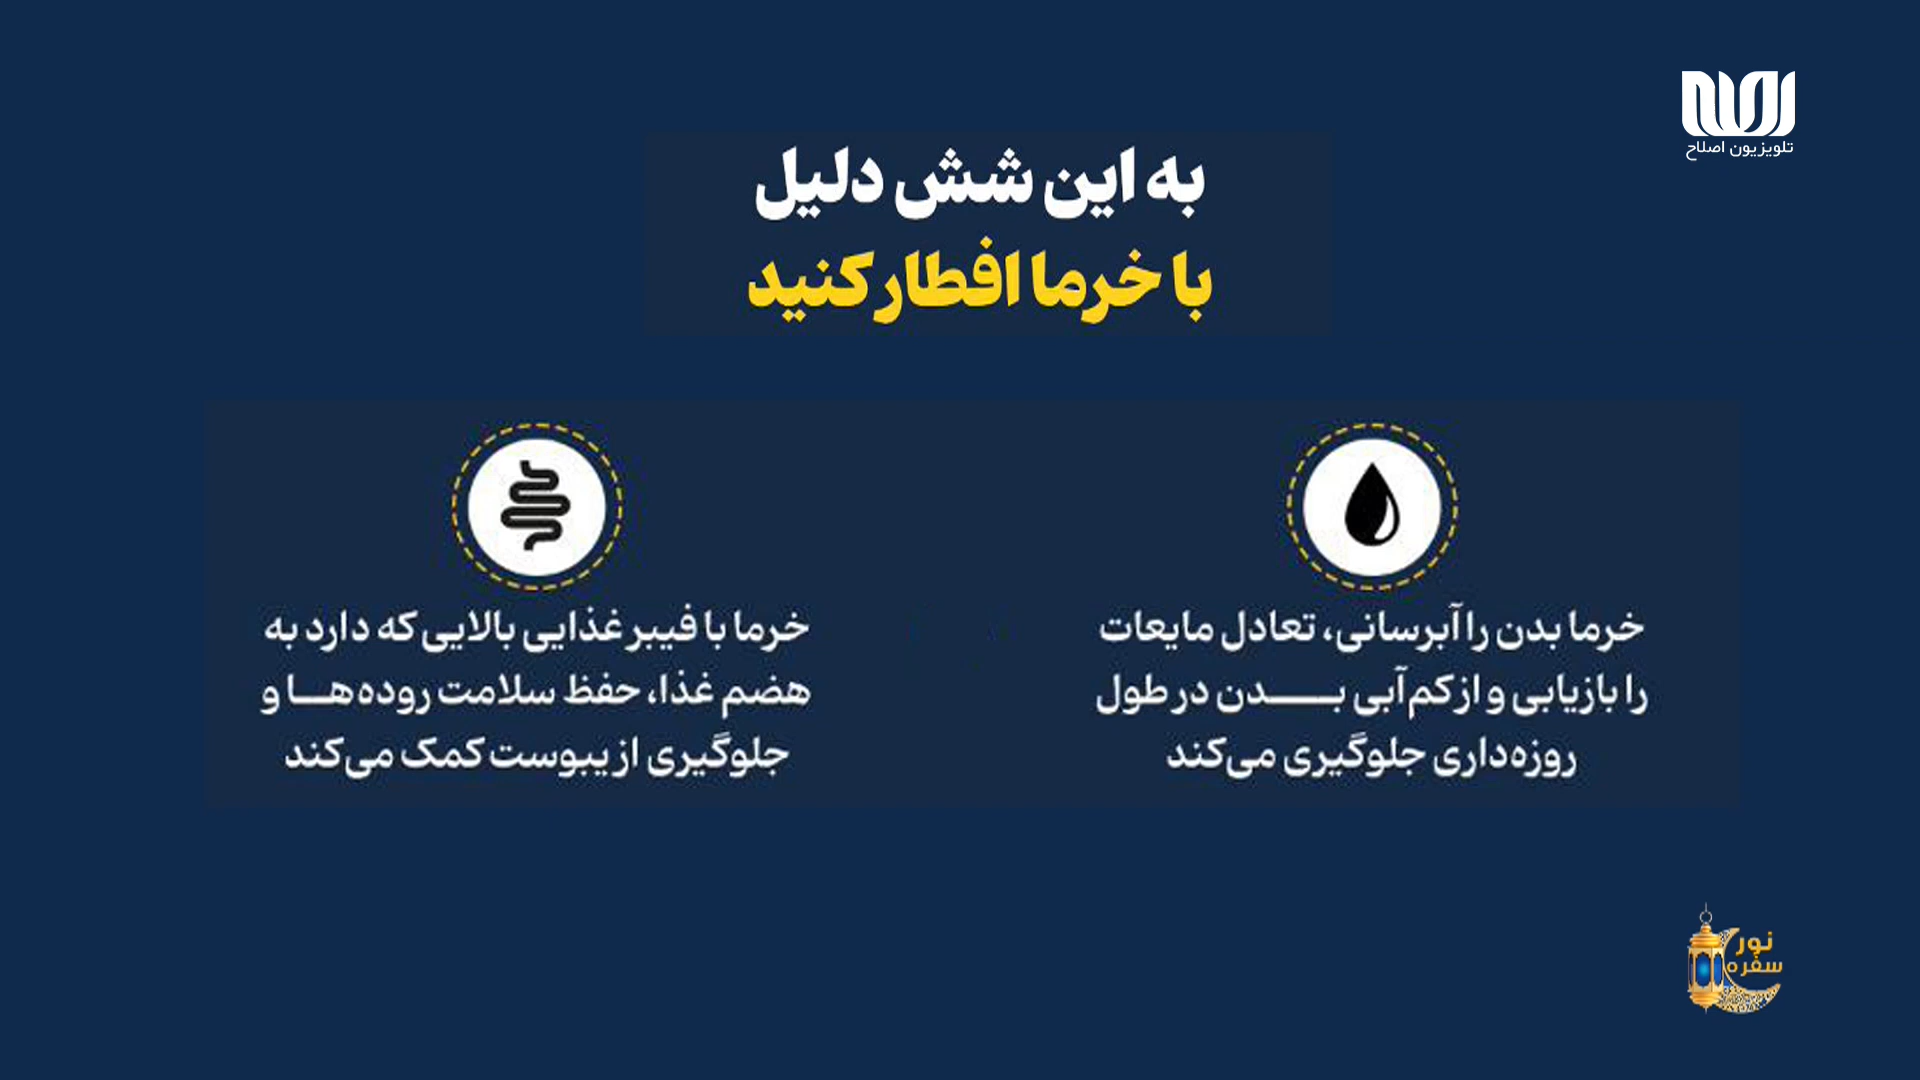 تلویزیون اصلاح
به این شش دلیل
با خرما افطار کنید
خرما بدن را آبرسانی، تعادل مایعات
را بازیابی و از کم‌آبی بـــــدن در طول
روزه‌داری جلوگیری می‌کند
خرما با فیبر غذایی بالایی که دارد به
هضم غذا، حفظ سلامت روده‌هـــا و
جلوگیری از یبوست کمک می‌کند
نور
سفره